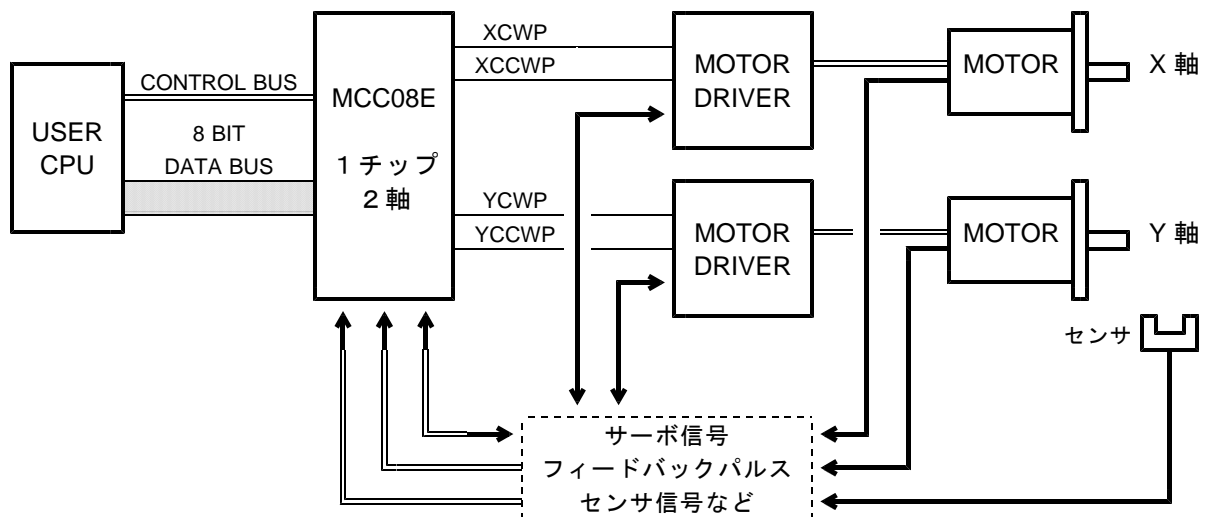 USER
CPU
CONTROL BUS
8 BIT
DATA BUS
MCC08E
1チップ
2軸
XCWP
XCCWP
MOTOR
DRIVER
MOTOR
X 軸
YCWP
YCCWP
MOTOR
DRIVER
MOTOR
Y 軸
センサ
サーボ信号
フィードバックパルス
センサ信号など